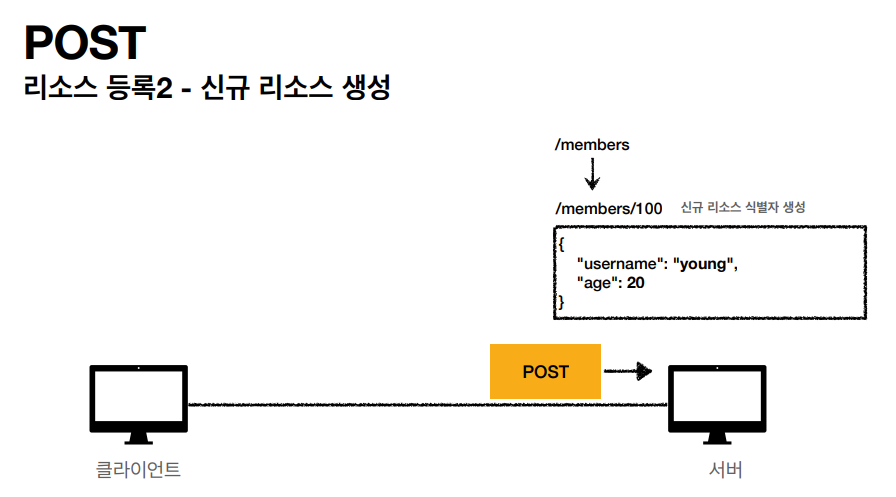 POST
리소스 등록2 - 신규 리소스 생성
/members
/members/100 신규 리소스 식별자 생성
{
"username": "young",
"age": 20
}
POST
클라이언트
서버